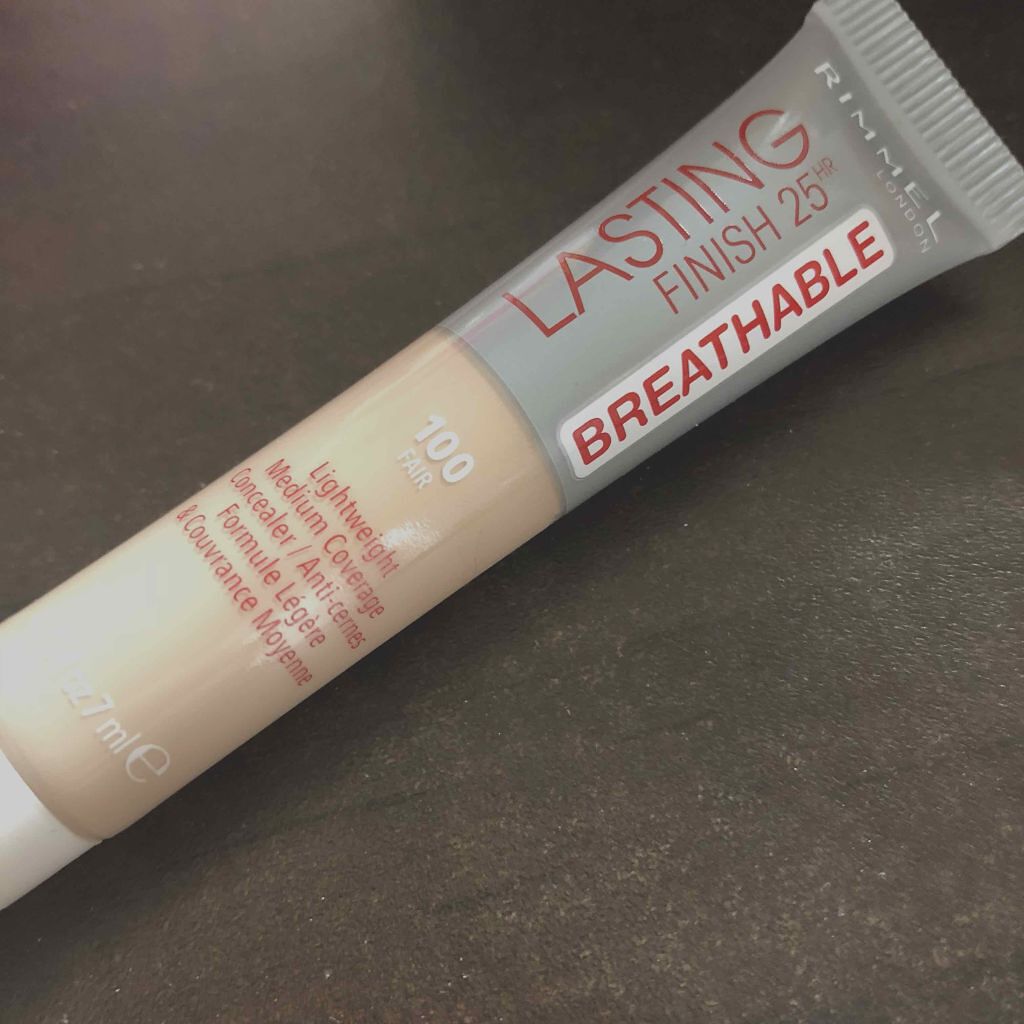 RIMMEL
LONDON
LASTING
FINISH 25HR
BREATHABLE
100
FAIR
Lightweight
Medium Coverage
Concealer / Anti-cernes
Formule Légère
& Couvrance Moyenne
oz 7 ml e